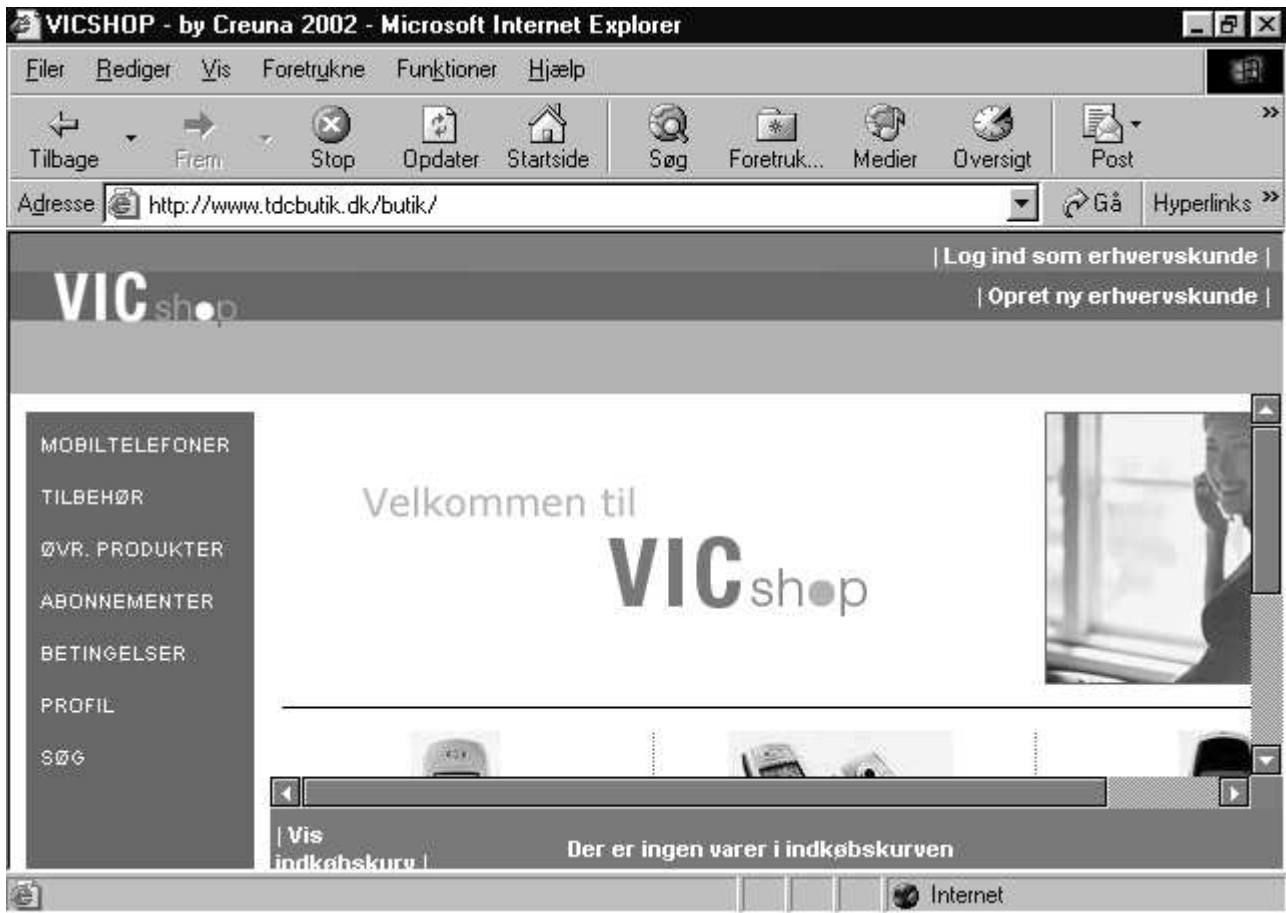 VICSHOP - by Creuna 2002 - Microsoft Internet Explorer
Filer Rediger Vis Foretrukne Funktioner Hjælp
Tilbage Frem Stop Opdater Startside Søg Foretruk... Medier Oversigt Post »
Adresse http://www.tdcbutik.dk/butik/ Gå Hyperlinks »
| Log ind som erhvervskunde |
VIC shop
| Opret ny erhvervskunde |
MOBILTELEFONER
TILBEHØR
ØVR. PRODUKTER
ABONNEMENTER
BETINGELSER
PROFIL
SØG
Velkommen til
VIC shop
| Vis
indkøbskurv |
Der er ingen varer i indkøbskurven
Internet